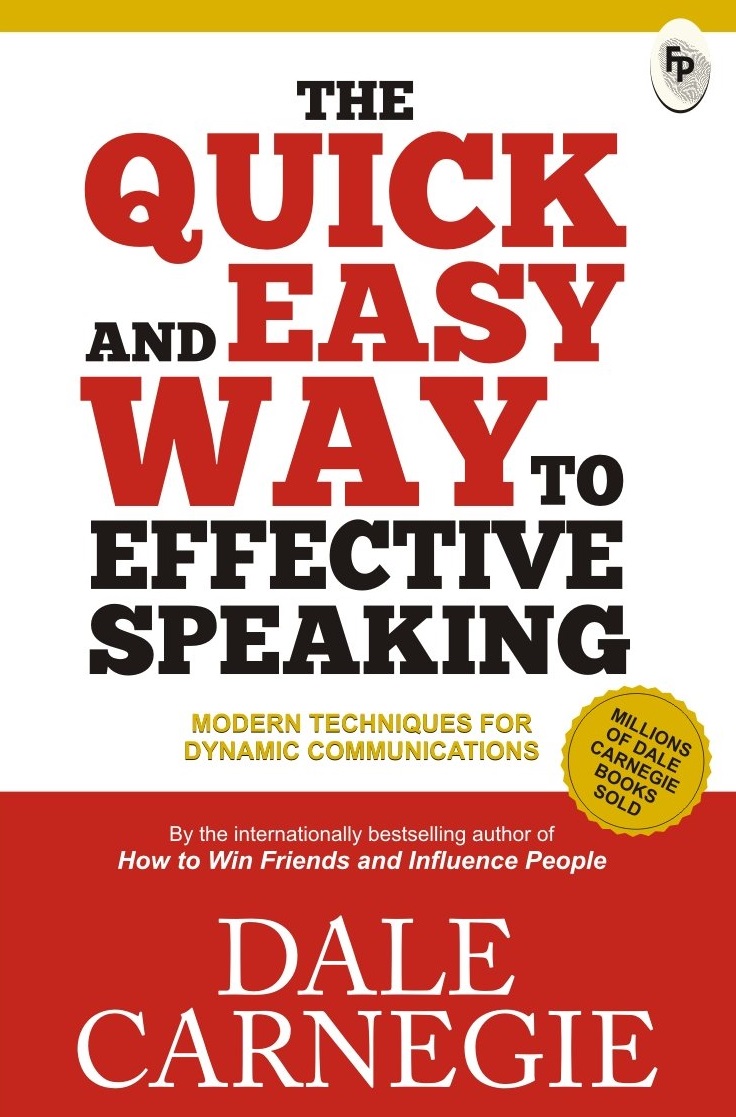 FP
THE
QUICK
AND EASY
WAY TO
EFFECTIVE
SPEAKING
MODERN TECHNIQUES FOR
DYNAMIC COMMUNICATIONS
MILLIONS
OF DALE
CARNEGIE
BOOKS
SOLD
By the internationally bestselling author of
How to Win Friends and Influence People
DALE
CARNEGIE